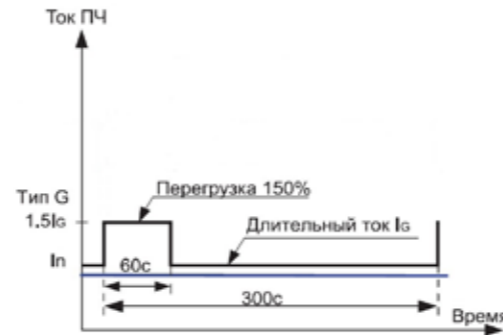 Ток ПЧ
Тип G
Перегрузка 150%
1.5IG
Длительный ток IG
In
60с
300с
Время